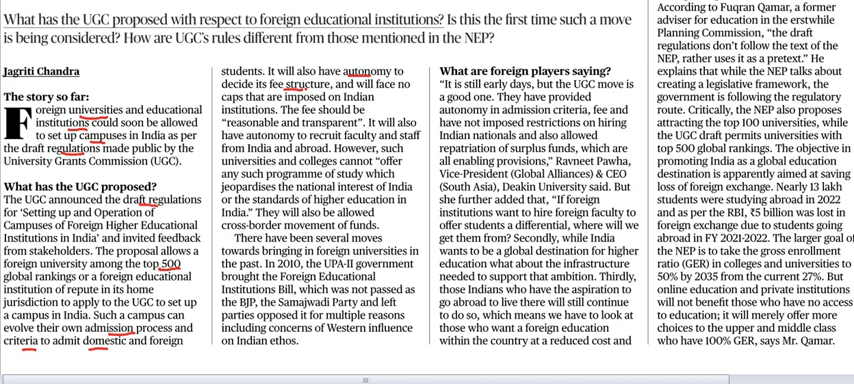 What has the UGC proposed with respect to foreign educational institutions? Is this the first time such a move
is being considered? How are UGC's rules different from those mentioned in the NEP?
Jagriti Chandra
The story so far:
Foreign universities and educational
institutions could soon be allowed
to set up campuses in India as per
the draft regulations made public by the
University Grants Commission (UGC).
What has the UGC proposed?
The UGC announced the draft regulations
for 'Setting up and Operation of
Campuses of Foreign Higher Educational
Institutions in India' and invited feedback
from stakeholders. The proposal allows a
foreign university among the top 500
global rankings or a foreign educational
institution of repute in its home
jurisdiction to apply to the UGC to set up
a campus in India. Such a campus can
evolve their own admission process and
criteria to admit domestic and foreign
students. It will also have autonomy to
decide its fee structure, and will face no
caps that are imposed on Indian
institutions. The fee should be
"reasonable and transparent". It will also
have autonomy to recruit faculty and staff
from India and abroad. However, such
universities and colleges cannot "offer
any such programme of study which
jeopardises the national interest of India
or the standards of higher education in
India." They will also be allowed
cross-border movement of funds.
There have been several moves
towards bringing in foreign universities in
the past. In 2010, the UPA-II government
brought the Foreign Educational
Institutions Bill, which was not passed as
the BJP, the Samajwadi Party and left
parties opposed it for multiple reasons
including concerns of Western influence
on Indian ethos.
What are foreign players saying?
"It is still early days, but the UGC move is
a good one. They have provided
autonomy in admission criteria, fee and
have not imposed restrictions on hiring
Indian nationals and also allowed
repatriation of surplus funds, which are
all enabling provisions," Ravneet Pawha,
Vice-President (Global Alliances) & CEO
(South Asia), Deakin University said. But
she further added that, "If foreign
institutions want to hire foreign faculty to
offer students a differential, where will we
get them from? Secondly, while India
wants to be a global destination for higher
education what about the infrastructure
needed to support that ambition. Thirdly,
those Indians who have the aspiration to
go abroad to live there will still continue
to do so, which means we have to look at
those who want a foreign education
within the country at a reduced cost and
According to Fuqran Qamar, a former
adviser for education in the erstwhile
Planning Commission, "the draft
regulations don't follow the text of the
NEP, rather uses it as a pretext." He
explains that while the NEP talks about
creating a legislative framework, the
government is following the regulatory
route. Critically, the NEP also proposes
attracting the top 100 universities, while
the UGC draft permits universities with
top 500 global rankings. The objective in
promoting India as a global education
destination is apparently aimed at saving
loss of foreign exchange. Nearly 13 lakh
students were studying abroad in 2022
and as per the RBI, ₹5 billion was lost in
foreign exchange due to students going
abroad in FY 2021-2022. The larger goal of
the NEP is to take the gross enrollment
ratio (GER) in colleges and universities to
50% by 2035 from the current 27%. But
online education and private institutions
will not benefit those who have no access
to education; it will merely offer more
choices to the upper and middle class
who have 100% GER, says Mr. Qamar.